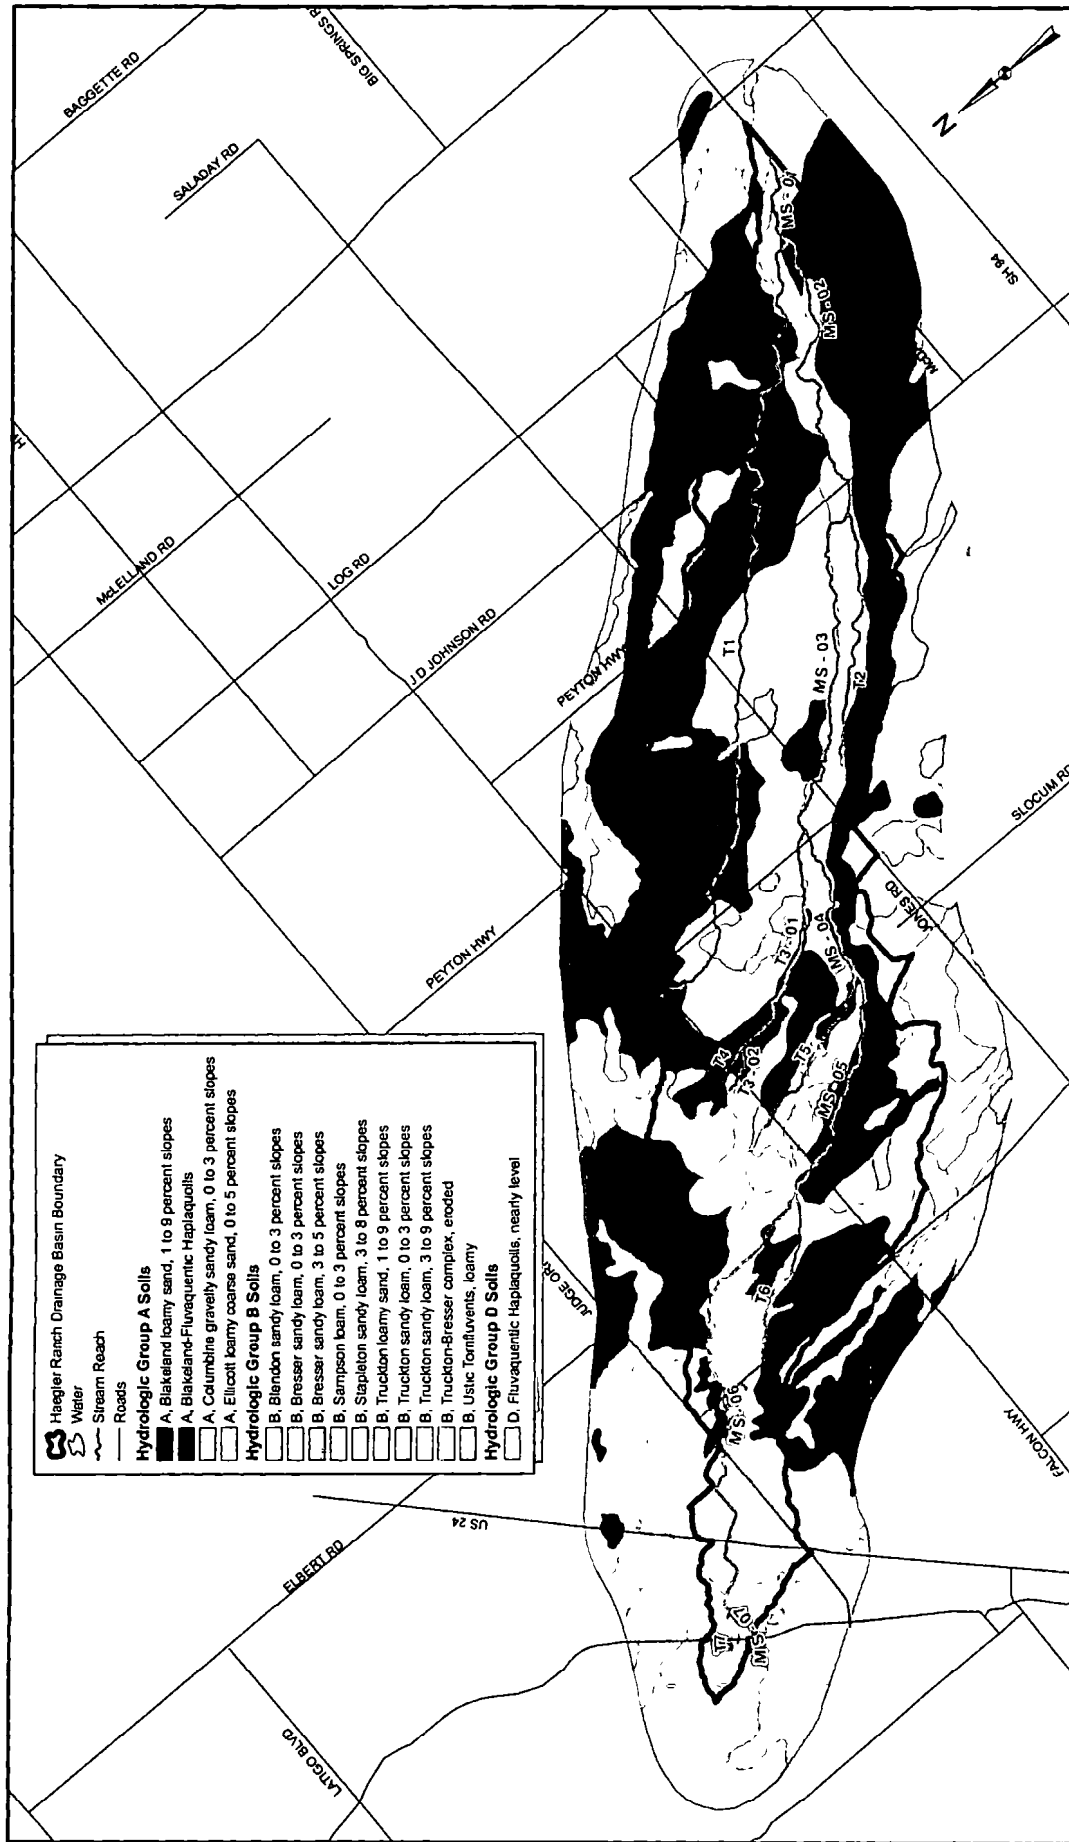 Haegler Ranch Drainage Basin Boundary
Water
Stream Reach
Roads
Hydrologic Group A Soils
A, Blakeland loamy sand, 1 to 9 percent slopes
A, Blakeland-Fluvaquentic Haplaquolls
A, Columbine gravelly sandy loam, 0 to 3 percent slopes
A, Ellicott loamy coarse sand, 0 to 5 percent slopes
Hydrologic Group B Soils
B, Blendon sandy loam, 0 to 3 percent slopes
B, Bresser sandy loam, 0 to 3 percent slopes
B, Bresser sandy loam, 3 to 5 percent slopes
B, Sampson loam, 0 to 3 percent slopes
B, Stapleton sandy loam, 3 to 8 percent slopes
B, Truckton loamy sand, 1 to 9 percent slopes
B, Truckton sandy loam, 0 to 3 percent slopes
B, Truckton sandy loam, 3 to 9 percent slopes
B, Truckton-Bresser complex, eroded
B, Ustic Torrifluvents, loamy
Hydrologic Group D Soils
D, Fluvaquentic Haplaquolls, nearly level
LATIGO BLVD
ELBERT RD
US 24
JUDGE ORR
PEYTON HWY
PEYTON HWY
J D JOHNSON RD
LOG RD
McLELLAND RD
SALADAY RD
BAGGETTE RD
BIG SPRINGS R
N
SH 94
SLOCUM RD
JONES RD
FALCON HWY
MS - 01
MS - 02
MS - 03
MS - 04
MS - 05
MS - 06
MS - 07
T1
T2
T3 - 01
T3 - 02
T4
T5
T6
T7